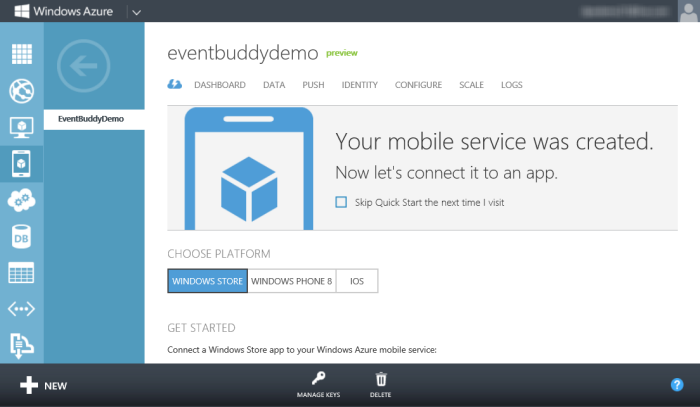 Windows Azure
eventbuddydemo preview
DASHBOARD DATA PUSH IDENTITY CONFIGURE SCALE LOGS
EventBuddyDemo
Your mobile service was created.
Now let's connect it to an app.
Skip Quick Start the next time I visit
CHOOSE PLATFORM
WINDOWS STORE WINDOWS PHONE 8 IOS
GET STARTED
Connect a Windows Store app to your Windows Azure mobile service:
DB
NEW
MANAGE KEYS DELETE
?